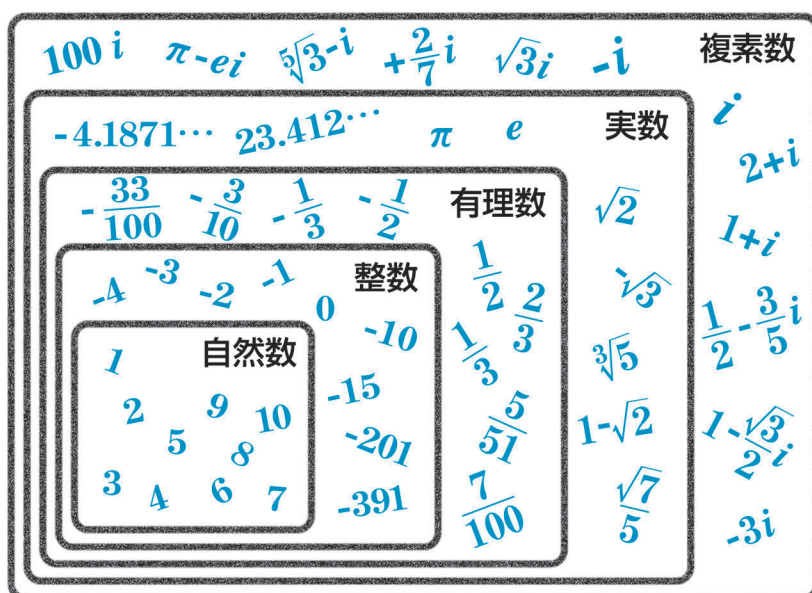 100 i π-ei ⁵√3-i +2/7 i √3i -i 複素数
i
2+i
1+i
1/2-3/5 i
1-√3/2 i
-3i
-4.1871… 23.412… π e 実数
√2
-√3
³√5
1-√2
√7/5
-33/100 -3/10 -1/3 -1/2 有理数
1/2
2/3
1/3
5/51
7/100
-4 -3 -2 -1 整数
0
-10
-15
-201
-391
自然数
1
2 9 10
5 8
3 4 6 7